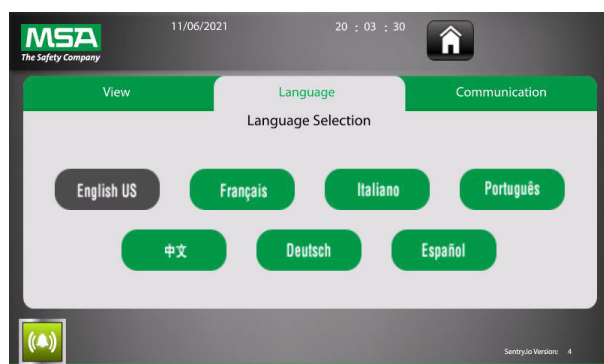 MSA
The Safety Company
11/06/2021 20 : 03 : 30
View Language Communication
Language Selection
English US Français Italiano Português
中文 Deutsch Español
Sentry.io Version: 4